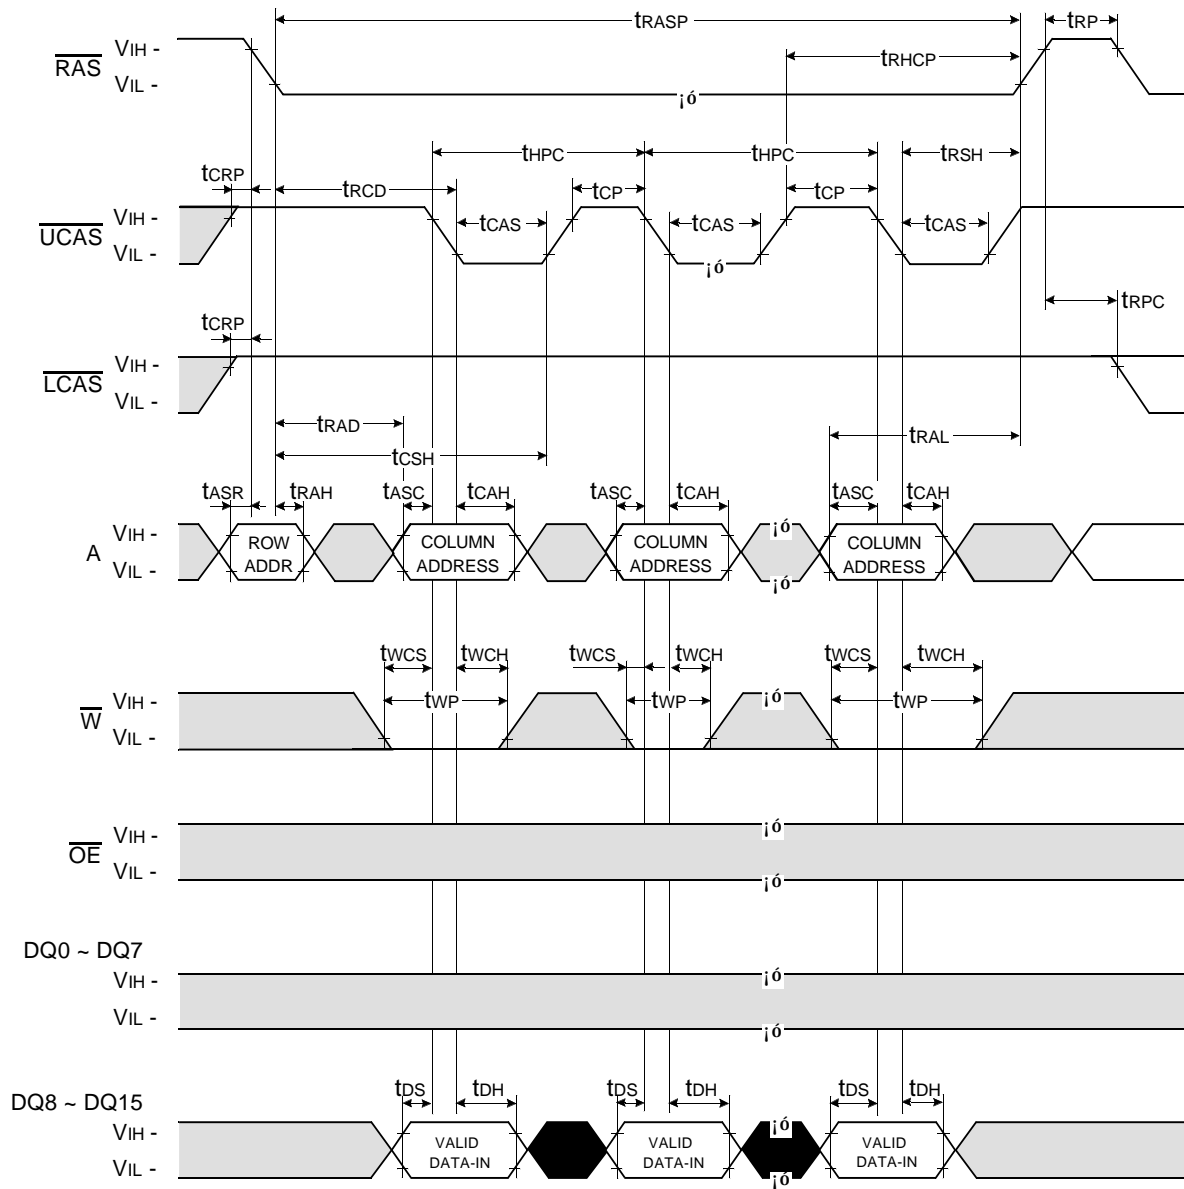 tRASP tRP
RAS VIH -
tRHCP
VIL -
¡ó
tHPC tHPC tRSH
tCRP tRCD tCP tCP
UCAS VIH -
tCAS tCAS tCAS
VIL -
¡ó
tRPC
tCRP
LCAS VIH -
VIL -
tRAD tRAL
tCSH
tASR tRAH tASC tCAH tASC tCAH tASC tCAH
A VIH - ¡ó
ROW ADDR COLUMN ADDRESS COLUMN ADDRESS COLUMN ADDRESS
VIL - ¡ó
tWCS tWCH tWCS tWCH tWCS tWCH
W VIH - ¡ó
tWP tWP tWP
VIL -
OE VIH - ¡ó
VIL - ¡ó
DQ0 ~ DQ7
VIH - ¡ó
VIL - ¡ó
tDS tDH tDS tDH tDS tDH
DQ8 ~ DQ15
VIH - ¡ó
VALID DATA-IN VALID DATA-IN VALID DATA-IN
VIL - ¡ó